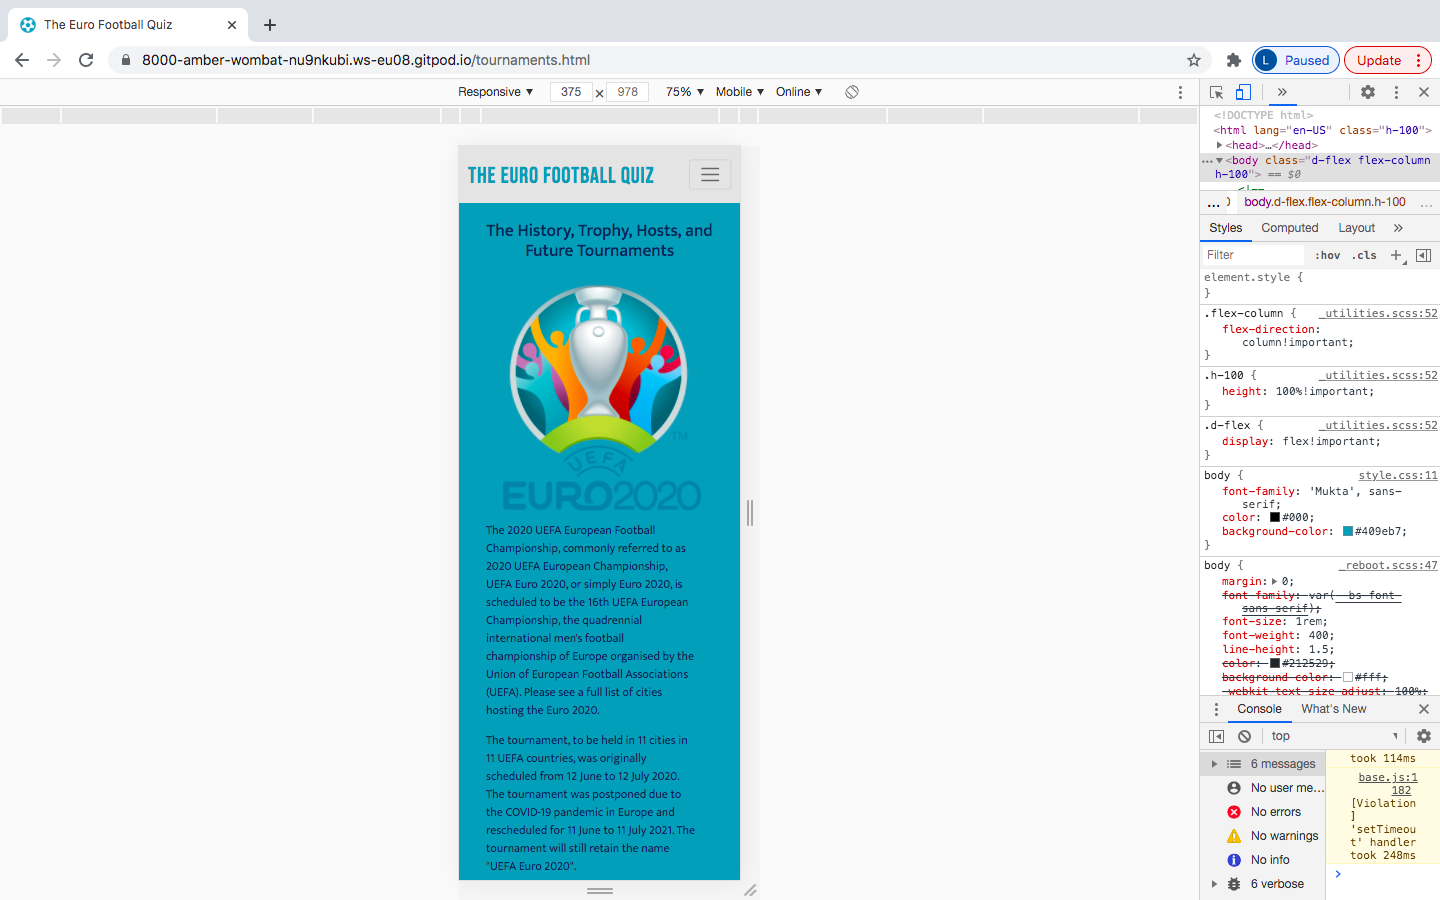 The Euro Football Quiz
8000-amber-wombat-nu9nkubi.ws-eu08.gitpod.io/tournaments.html
L Paused
Update
Responsive ▼ 375 × 978 75% ▼ Mobile ▼ Online ▼
THE EURO FOOTBALL QUIZ
The History, Trophy, Hosts, and
Future Tournaments
TM
UEFA
EURO2020
The 2020 UEFA European Football
Championship, commonly referred to as
2020 UEFA European Championship,
UEFA Euro 2020, or simply Euro 2020, is
scheduled to be the 16th UEFA European
Championship, the quadrennial
international men's football
championship of Europe organised by the
Union of European Football Associations
(UEFA). Please see a full list of cities
hosting the Euro 2020.
The tournament, to be held in 11 cities in
11 UEFA countries, was originally
scheduled from 12 June to 12 July 2020.
The tournament was postponed due to
the COVID-19 pandemic in Europe and
rescheduled for 11 June to 11 July 2021. The
tournament will still retain the name
"UEFA Euro 2020".
<!DOCTYPE html>
<html lang="en-US" class="h-100">
<head>…</head>
<body class="d-flex flex-column
h-100"> == $0
<!--
... body.d-flex.flex-column.h-100 ...
Styles Computed Layout »
Filter :hov .cls +
element.style {
}
.flex-column { _utilities.scss:52
flex-direction:
column!important;
}
.h-100 { _utilities.scss:52
height: 100%!important;
}
.d-flex { _utilities.scss:52
display: flex!important;
}
body { style.css:11
font-family: 'Mukta', sans-
serif;
color: #000;
background-color: #409eb7;
}
body { _reboot.scss:47
margin: 0;
font-family: var(--bs-font-
sans-serif);
font-size: 1rem;
font-weight: 400;
line-height: 1.5;
color: #212529;
background-color: #fff;
-webkit-text-size-adjust: 100%;
Console What's New
top
6 messages
No user me...
No errors
No warnings
No info
6 verbose
took 114ms
base.js:1
182
[Violation
]
'setTimeou
t' handler
took 248ms